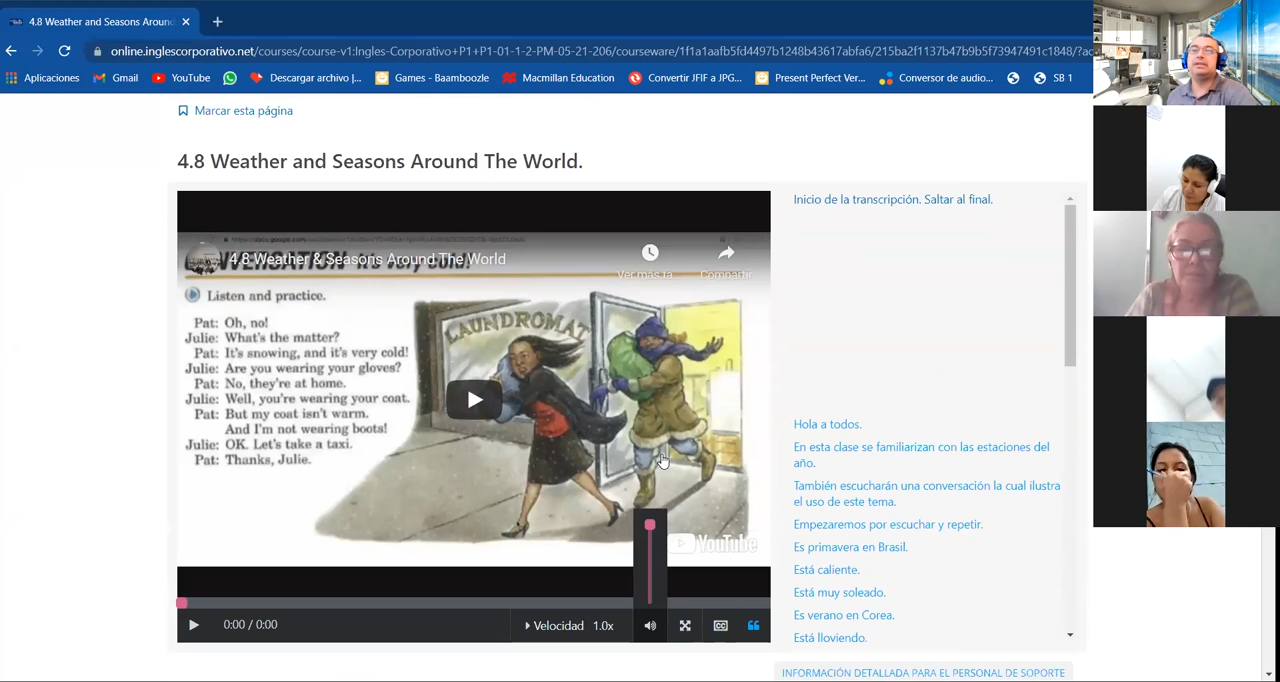 4.8 Weather and Seasons Around
online.inglescorporativo.net/courses/course-v1:Ingles-Corporativo+P1+P1-01-1-2-PM-05-21-206/courseware/1f1a1aafb5fd4497b1248b43617abfa6/215ba2f1137b47b9b5f73947491c1848/?ac
Aplicaciones Gmail YouTube Descargar archivo |... Games - Baamboozle Macmillan Education Convertir JFIF a JPG... Present Perfect Ver... Conversor de audio... SB 1
Marcar esta página
4.8 Weather and Seasons Around The World.
4.8 Weather & Seasons Around The World
Compartir
Listen and practice.
Pat: Oh, no!
Julie: What's the matter?
Pat: It's snowing, and it's very cold!
Julie: Are you wearing your gloves?
Pat: No, they're at home.
Julie: Well, you're wearing your coat.
Pat: But my coat isn't warm.
And I'm not wearing boots!
Julie: OK. Let's take a taxi.
Pat: Thanks, Julie.
LAUNDROMAT
YouTube
0:00 / 0:00
Velocidad 1.0x
Inicio de la transcripción. Saltar al final.
Hola a todos.
En esta clase se familiarizan con las estaciones del
año.
También escucharán una conversación la cual ilustra
el uso de este tema.
Empezaremos por escuchar y repetir.
Es primavera en Brasil.
Está caliente.
Está muy soleado.
Es verano en Corea.
Está lloviendo.
INFORMACIÓN DETALLADA PARA EL PERSONAL DE SOPORTE